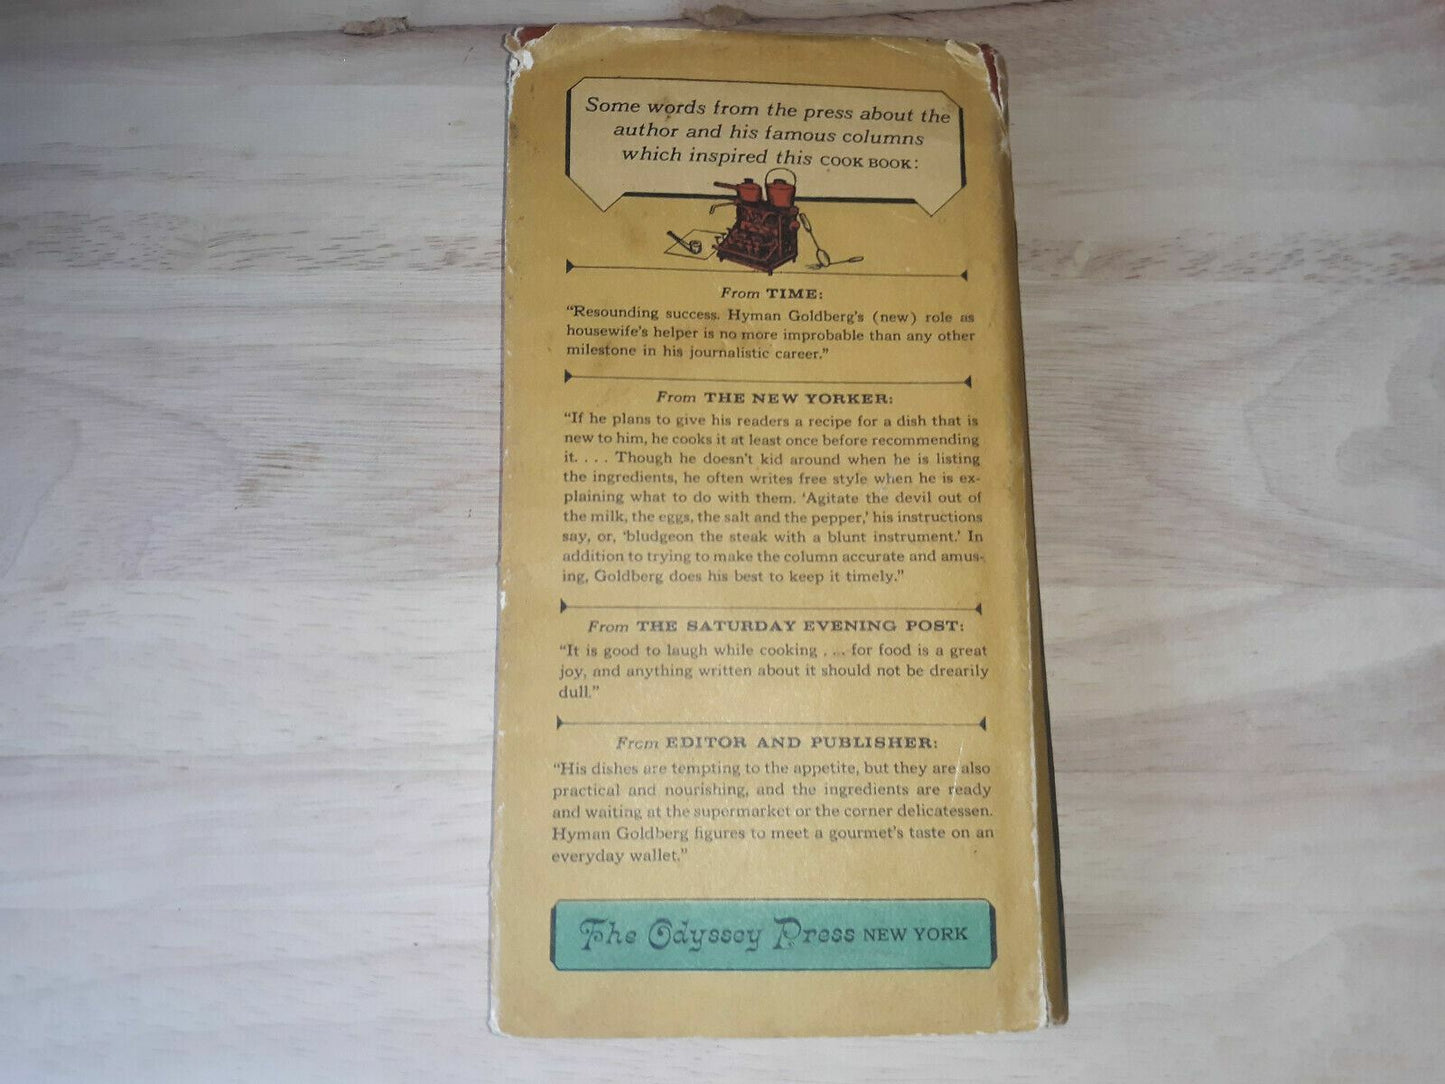 Some words from the press about the
author and his famous columns
which inspired this COOK BOOK:
From TIME:
“Resounding success. Hyman Goldberg's (new) role as
housewife's helper is no more improbable than any other
milestone in his journalistic career.”
From THE NEW YORKER:
“If he plans to give his readers a recipe for a dish that is
new to him, he cooks it at least once before recommending
it. . . . Though he doesn't kid around when he is listing
the ingredients, he often writes free style when he is ex-
plaining what to do with them. ‘Agitate the devil out of
the milk, the eggs, the salt and the pepper,’ his instructions
say, or, ‘bludgeon the steak with a blunt instrument.’ In
addition to trying to make the column accurate and amus-
ing, Goldberg does his best to keep it timely.”
From THE SATURDAY EVENING POST:
“It is good to laugh while cooking . . . for food is a great
joy, and anything written about it should not be drearily
dull.”
From EDITOR AND PUBLISHER:
“His dishes are tempting to the appetite, but they are also
practical and nourishing, and the ingredients are ready
and waiting at the supermarket or the corner delicatessen.
Hyman Goldberg figures to meet a gourmet's taste on an
everyday wallet.”
The Odyssey Press NEW YORK